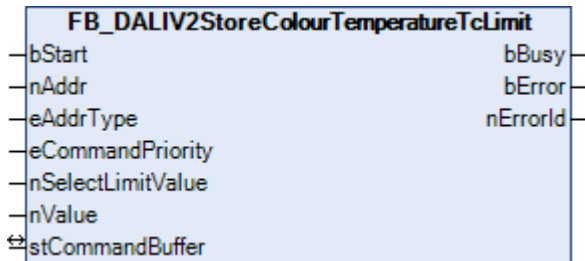 FB_DALIV2StoreColourTemperatureTcLimit
bStart bBusy
nAddr bError
eAddrType nErrorId
eCommandPriority
nSelectLimitValue
nValue
stCommandBuffer